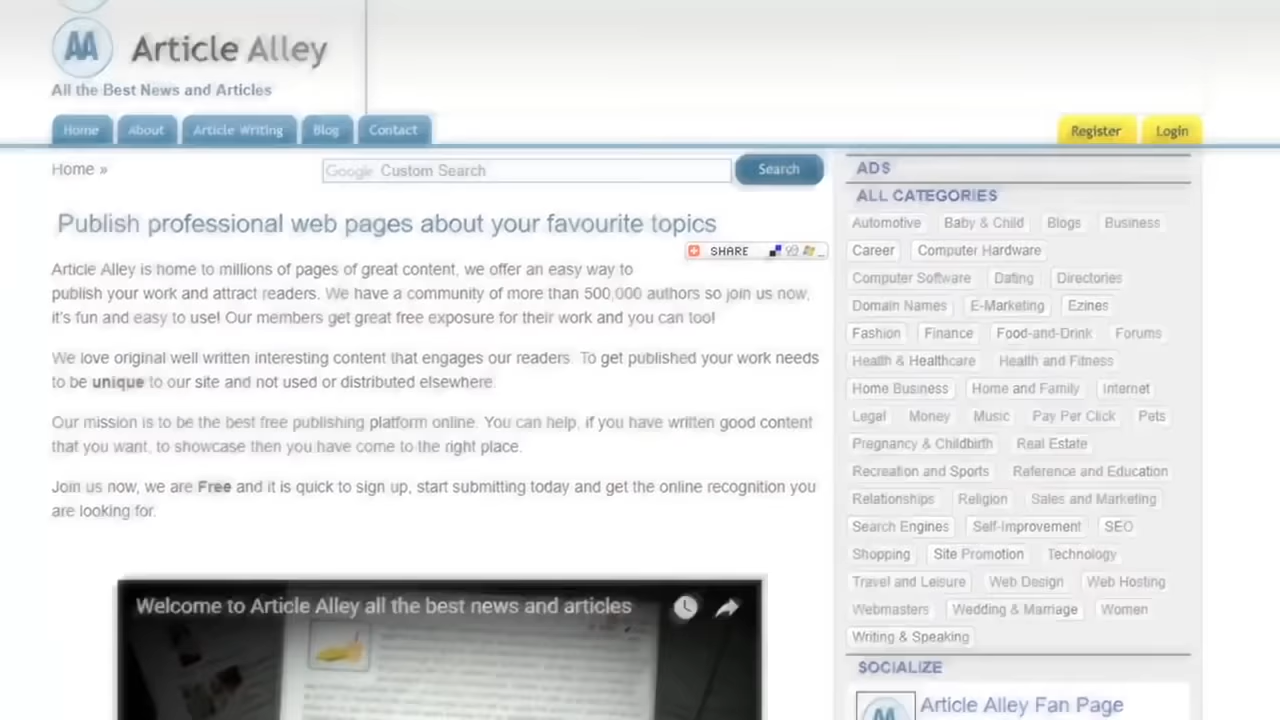 AA Article Alley
All the Best News and Articles
Home About Article Writing Blog Contact
Register Login
Home »
Google Custom Search
Search
Publish professional web pages about your favourite topics
SHARE
Article Alley is home to millions of pages of great content, we offer an easy way to
publish your work and attract readers. We have a community of more than 500,000 authors so join us now,
it's fun and easy to use! Our members get great free exposure for their work and you can too!
We love original well written interesting content that engages our readers. To get published your work needs
to be unique to our site and not used or distributed elsewhere.
Our mission is to be the best free publishing platform online. You can help, if you have written good content
that you want, to showcase then you have come to the right place.
Join us now, we are Free and it is quick to sign up, start submitting today and get the online recognition you
are looking for.
Welcome to Article Alley all the best news and articles
ADS
ALL CATEGORIES
Automotive Baby & Child Blogs Business
Career Computer Hardware
Computer Software Dating Directories
Domain Names E-Marketing Ezines
Fashion Finance Food-and-Drink Forums
Health & Healthcare Health and Fitness
Home Business Home and Family Internet
Legal Money Music Pay Per Click Pets
Pregnancy & Childbirth Real Estate
Recreation and Sports Reference and Education
Relationships Religion Sales and Marketing
Search Engines Self-Improvement SEO
Shopping Site Promotion Technology
Travel and Leisure Web Design Web Hosting
Webmasters Wedding & Marriage Women
Writing & Speaking
SOCIALIZE
AA Article Alley Fan Page